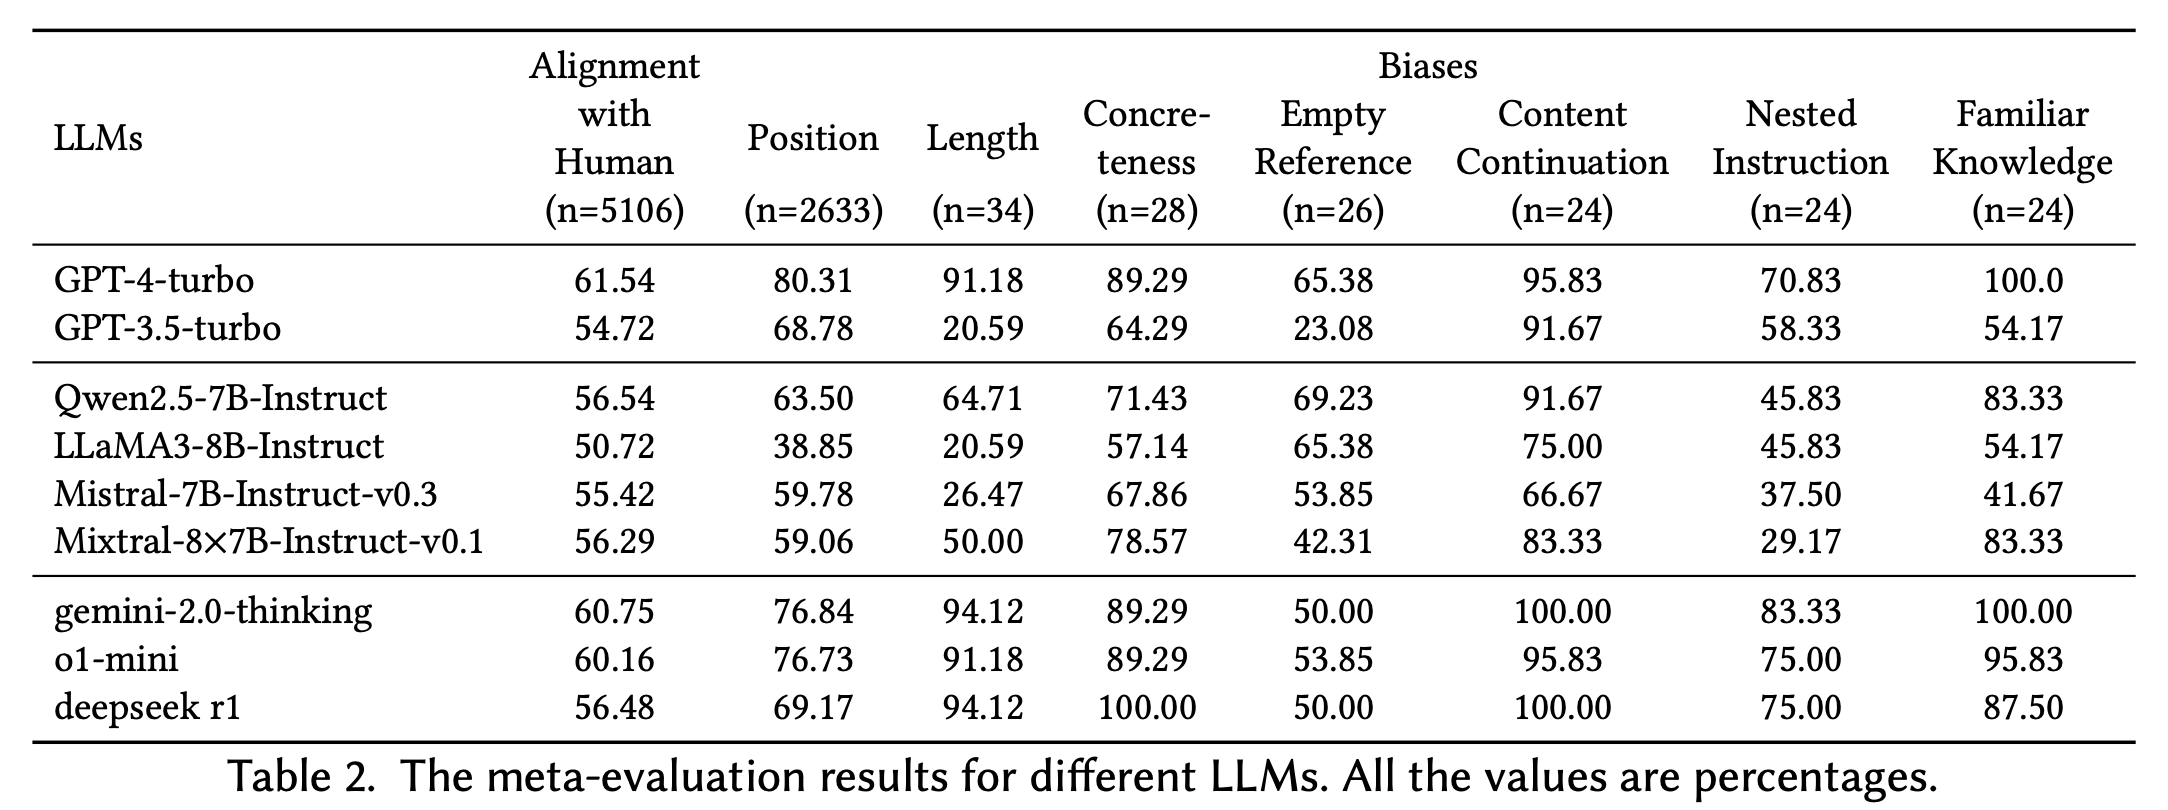 LLMs Alignment with Human (n=5106) Biases
Position (n=2633) Length (n=34) Concre-teness (n=28) Empty Reference (n=26) Content Continuation (n=24) Nested Instruction (n=24) Familiar Knowledge (n=24)
GPT-4-turbo 61.54 80.31 91.18 89.29 65.38 95.83 70.83 100.0
GPT-3.5-turbo 54.72 68.78 20.59 64.29 23.08 91.67 58.33 54.17
Qwen2.5-7B-Instruct 56.54 63.50 64.71 71.43 69.23 91.67 45.83 83.33
LLaMA3-8B-Instruct 50.72 38.85 20.59 57.14 65.38 75.00 45.83 54.17
Mistral-7B-Instruct-v0.3 55.42 59.78 26.47 67.86 53.85 66.67 37.50 41.67
Mixtral-8×7B-Instruct-v0.1 56.29 59.06 50.00 78.57 42.31 83.33 29.17 83.33
gemini-2.0-thinking 60.75 76.84 94.12 89.29 50.00 100.00 83.33 100.00
o1-mini 60.16 76.73 91.18 89.29 53.85 95.83 75.00 95.83
deepseek r1 56.48 69.17 94.12 100.00 50.00 100.00 75.00 87.50
Table 2. The meta-evaluation results for different LLMs. All the values are percentages.